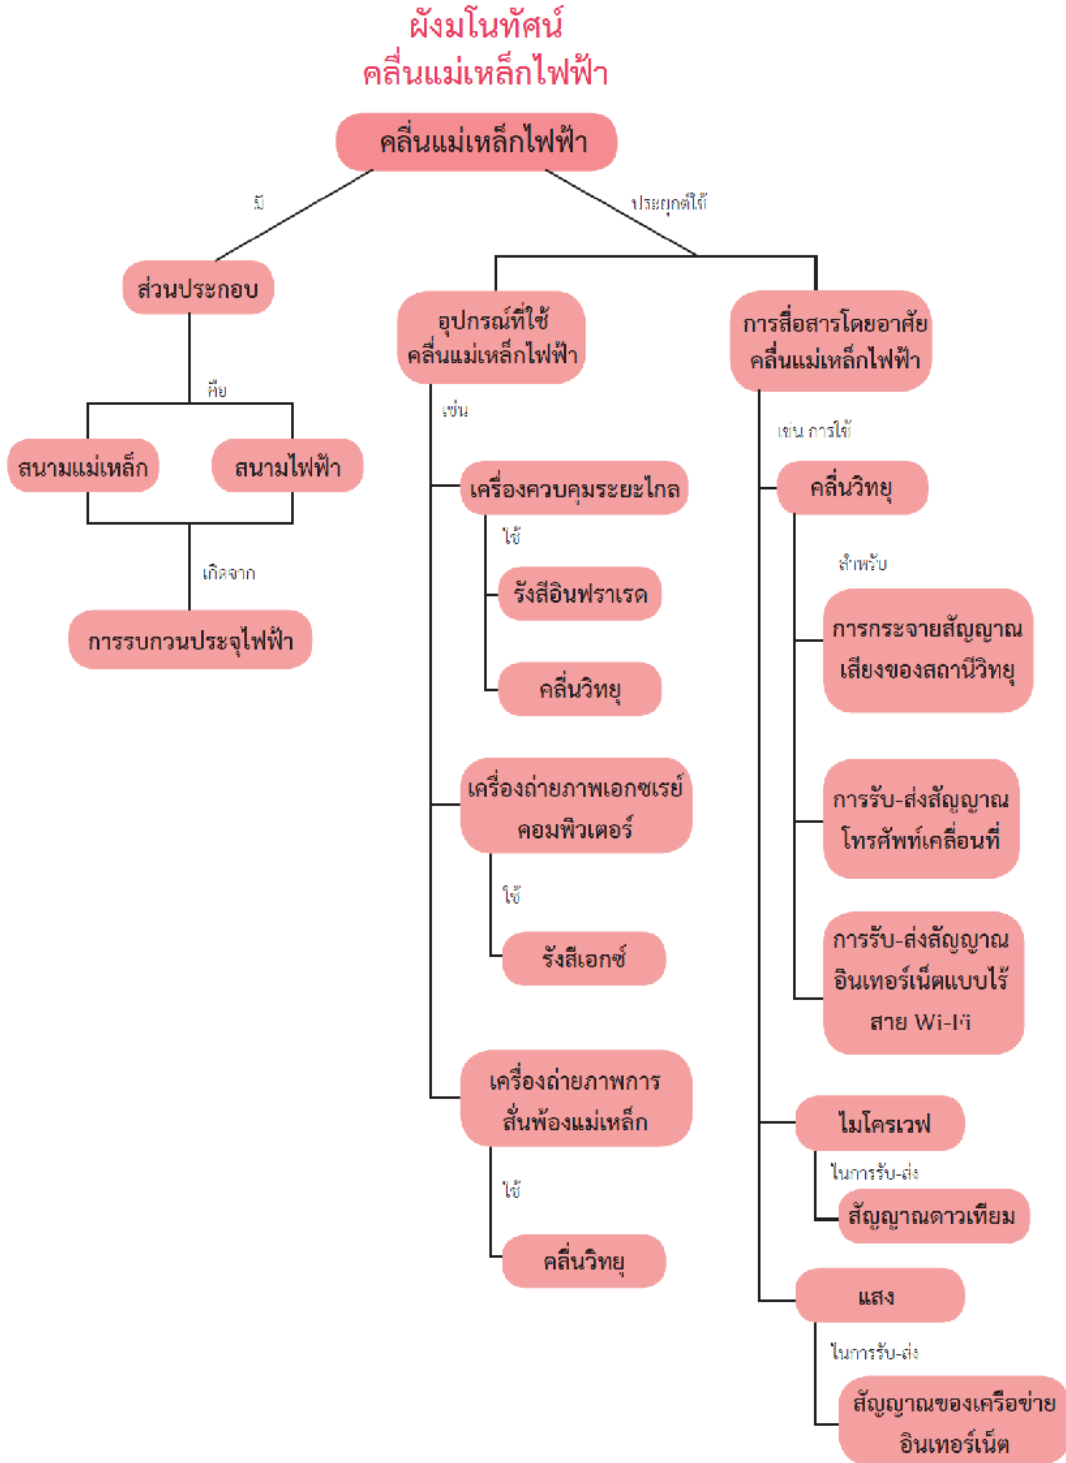 ผังมโนทัศน์
คลื่นแม่เหล็กไฟฟ้า
คลื่นแม่เหล็กไฟฟ้า
มี
ประยุกต์ใช้
ส่วนประกอบ
คือ
สนามแม่เหล็ก
สนามไฟฟ้า
เกิดจาก
การรบกวนประจุไฟฟ้า
อุปกรณ์ที่ใช้
คลื่นแม่เหล็กไฟฟ้า
เช่น
เครื่องควบคุมระยะไกล
ใช้
รังสีอินฟราเรด
คลื่นวิทยุ
เครื่องถ่ายภาพเอกซเรย์
คอมพิวเตอร์
ใช้
รังสีเอกซ์
เครื่องถ่ายภาพการ
สั่นพ้องแม่เหล็ก
ใช้
คลื่นวิทยุ
การสื่อสารโดยอาศัย
คลื่นแม่เหล็กไฟฟ้า
เช่น การใช้
คลื่นวิทยุ
สำหรับ
การกระจายสัญญาณ
เสียงของสถานีวิทยุ
การรับ-ส่งสัญญาณ
โทรศัพท์เคลื่อนที่
การรับ-ส่งสัญญาณ
อินเทอร์เน็ตแบบไร้
สาย Wi-Fi
ไมโครเวฟ
ในการรับ-ส่ง
สัญญาณดาวเทียม
แสง
ในการรับ-ส่ง
สัญญาณของเครือข่าย
อินเทอร์เน็ต